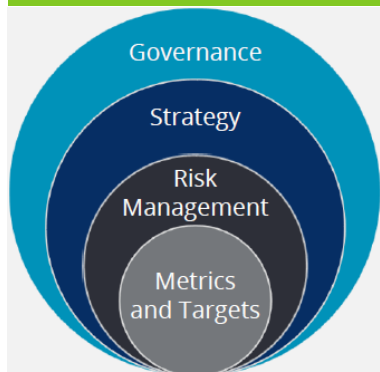 Governance
Strategy
Risk
Management
Metrics
and Targets